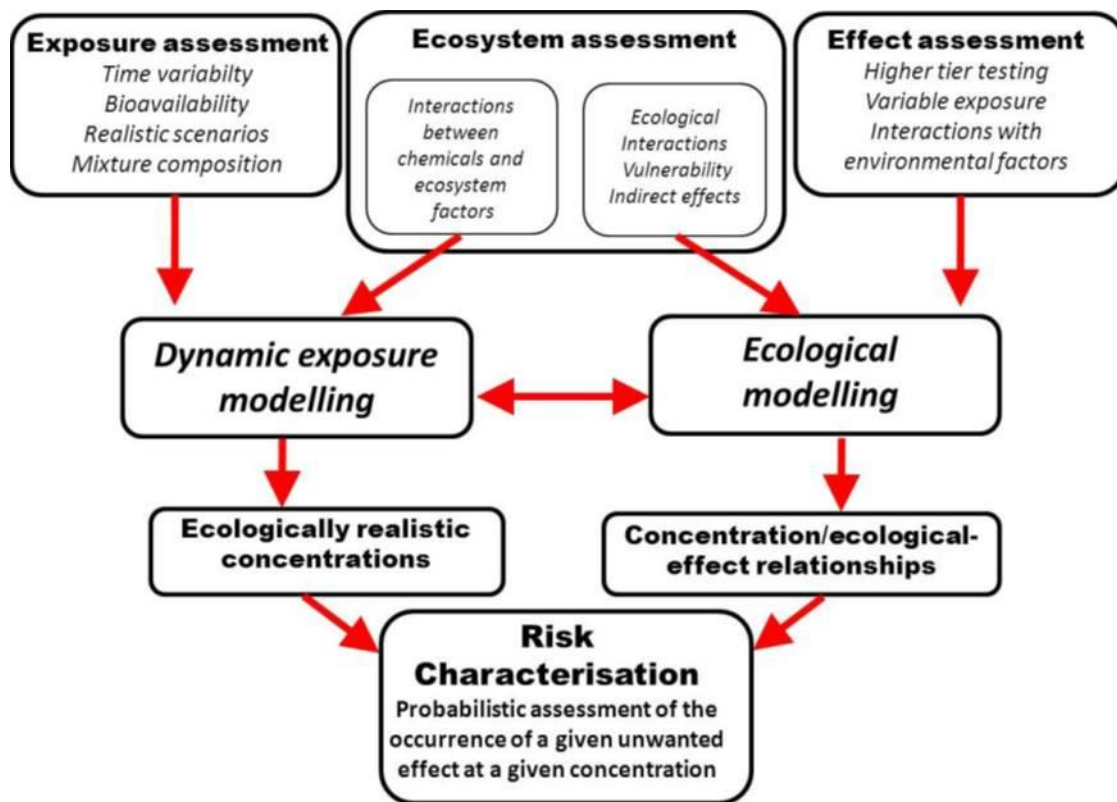 Exposure assessment
Time variabilty
Bioavailability
Realistic scenarios
Mixture composition
Ecosystem assessment
Interactions
between
chemicals and
ecosystem
factors
Ecological
Interactions
Vulnerability
Indirect effects
Effect assessment
Higher tier testing
Variable exposure
Interactions with
environmental factors
Dynamic exposure
modelling
Ecological
modelling
Ecologically realistic
concentrations
Concentration/ecological-
effect relationships
Risk
Characterisation
Probabilistic assessment of the
occurrence of a given unwanted
effect at a given concentration